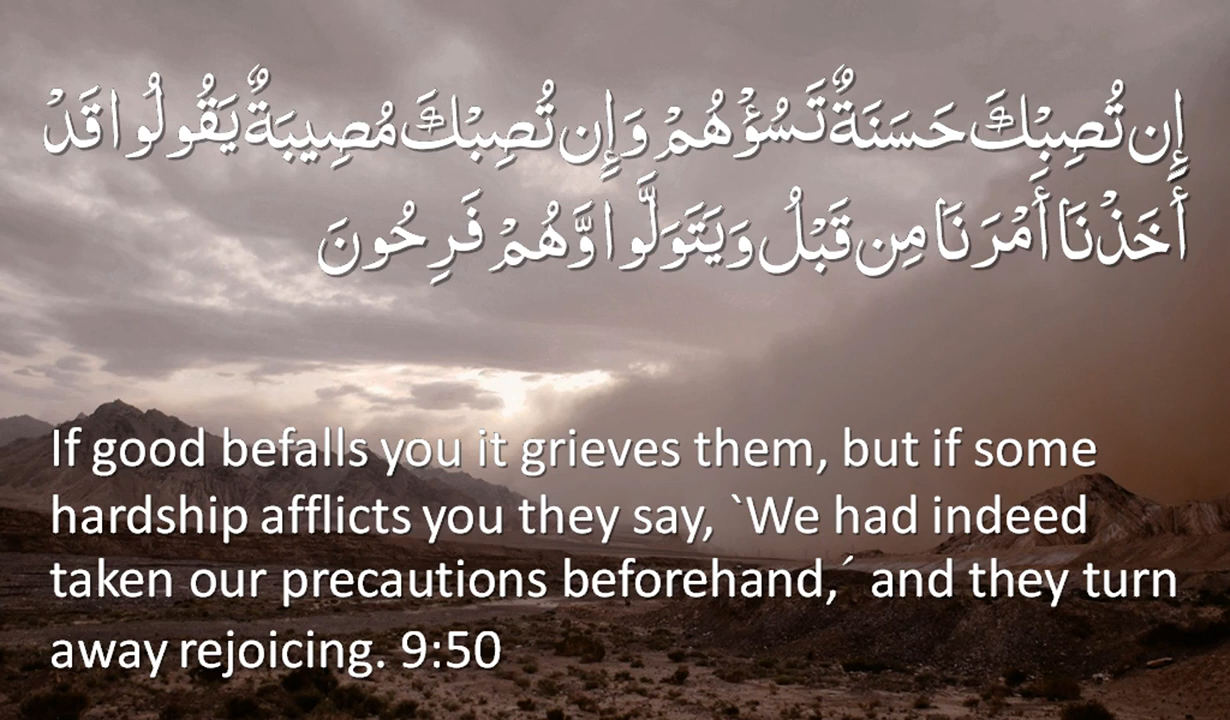 إِن تُصِبْكَ حَسَنَةٌ تَسُؤْهُمْ وَإِن تُصِبْكَ مُصِيبَةٌ يَقُولُوا قَدْ
أَخَذْنَا أَمْرَنَا مِن قَبْلُ وَيَتَوَلَّوا وَّهُمْ فَرِحُونَ
If good befalls you it grieves them, but if some
hardship afflicts you they say, `We had indeed
taken our precautions beforehand,´ and they turn
away rejoicing. 9:50